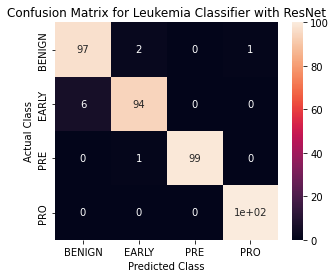 Confusion Matrix for Leukemia Classifier with ResNet
BENIGN 97 2 0 1
EARLY 6 94 0 0
PRE 0 1 99 0
PRO 0 0 0 1e+02
BENIGN EARLY PRE PRO
Predicted Class
Actual Class
100
80
60
40
20
0